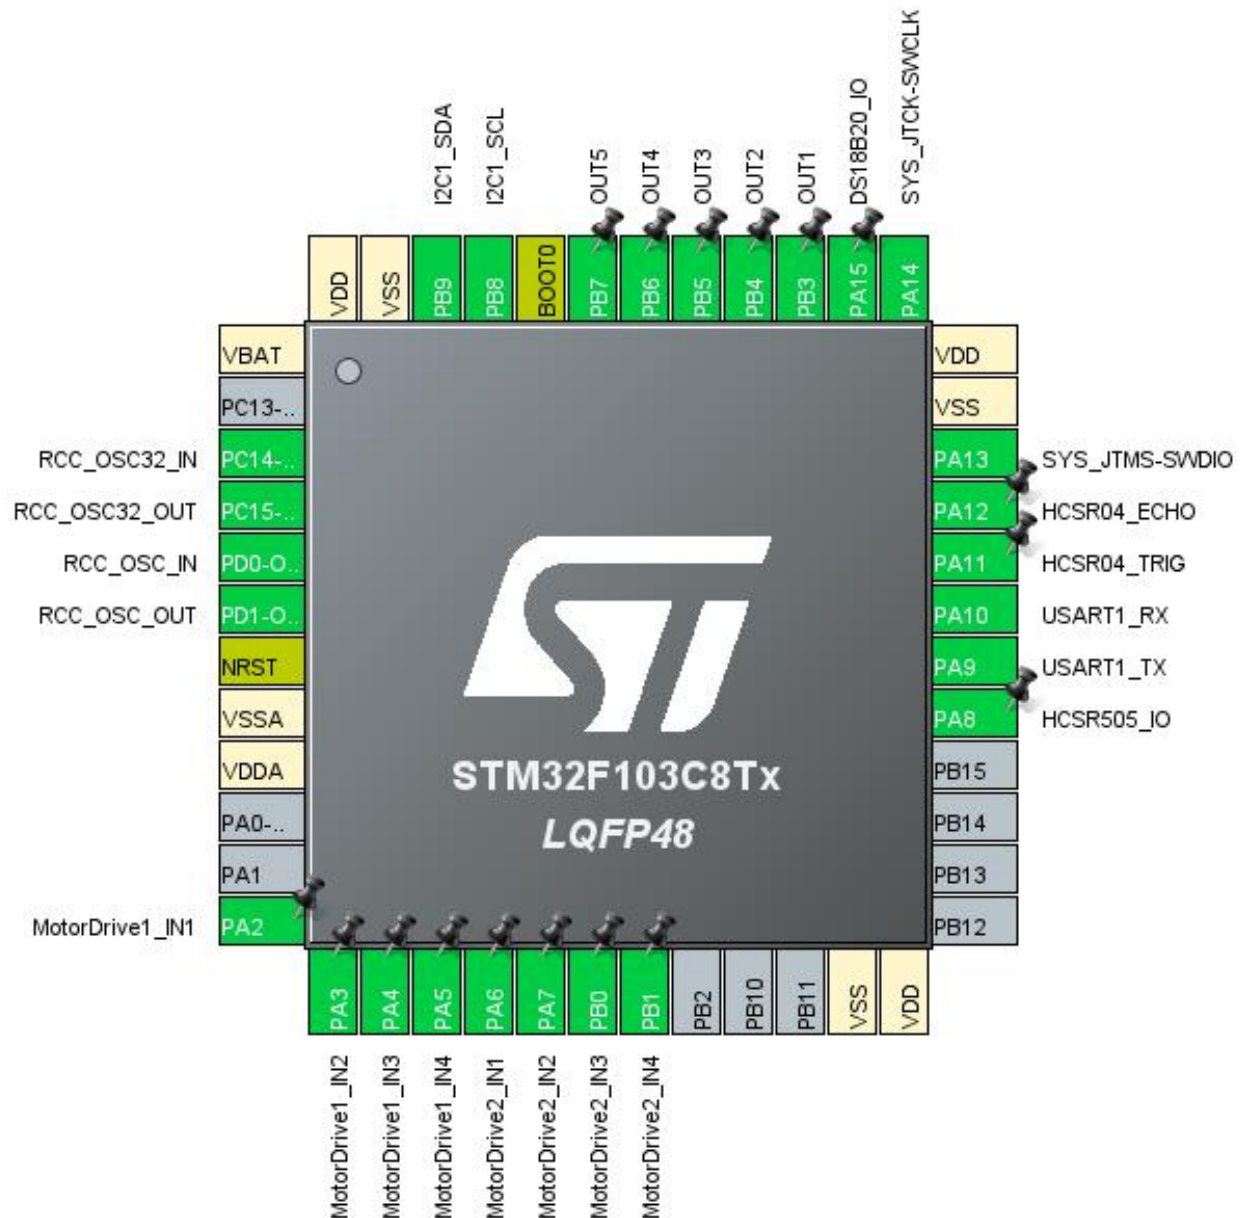 I2C1_SDA
I2C1_SCL
OUT5
OUT4
OUT3
OUT2
OUT1
DS18B20_IO
SYS_JTCK-SWCLK
VDD
VSS
PB9
PB8
BOOT0
PB7
PB6
PB5
PB4
PB3
PA15
PA14
VBAT
PC13-..
RCC_OSC32_IN PC14-..
RCC_OSC32_OUT PC15-..
RCC_OSC_IN PD0-O..
RCC_OSC_OUT PD1-O..
NRST
VSSA
VDDA
PA0-..
PA1
MotorDrive1_IN1 PA2
ST
STM32F103C8Tx
LQFP48
VDD
VSS
PA13 SYS_JTMS-SWDIO
PA12 HCSR04_ECHO
PA11 HCSR04_TRIG
PA10 USART1_RX
PA9 USART1_TX
PA8 HCSR505_IO
PB15
PB14
PB13
PB12
PA3
PA4
PA5
PA6
PA7
PB0
PB1
PB2
PB10
PB11
VSS
VDD
MotorDrive1_IN2
MotorDrive1_IN3
MotorDrive1_IN4
MotorDrive2_IN1
MotorDrive2_IN2
MotorDrive2_IN3
MotorDrive2_IN4